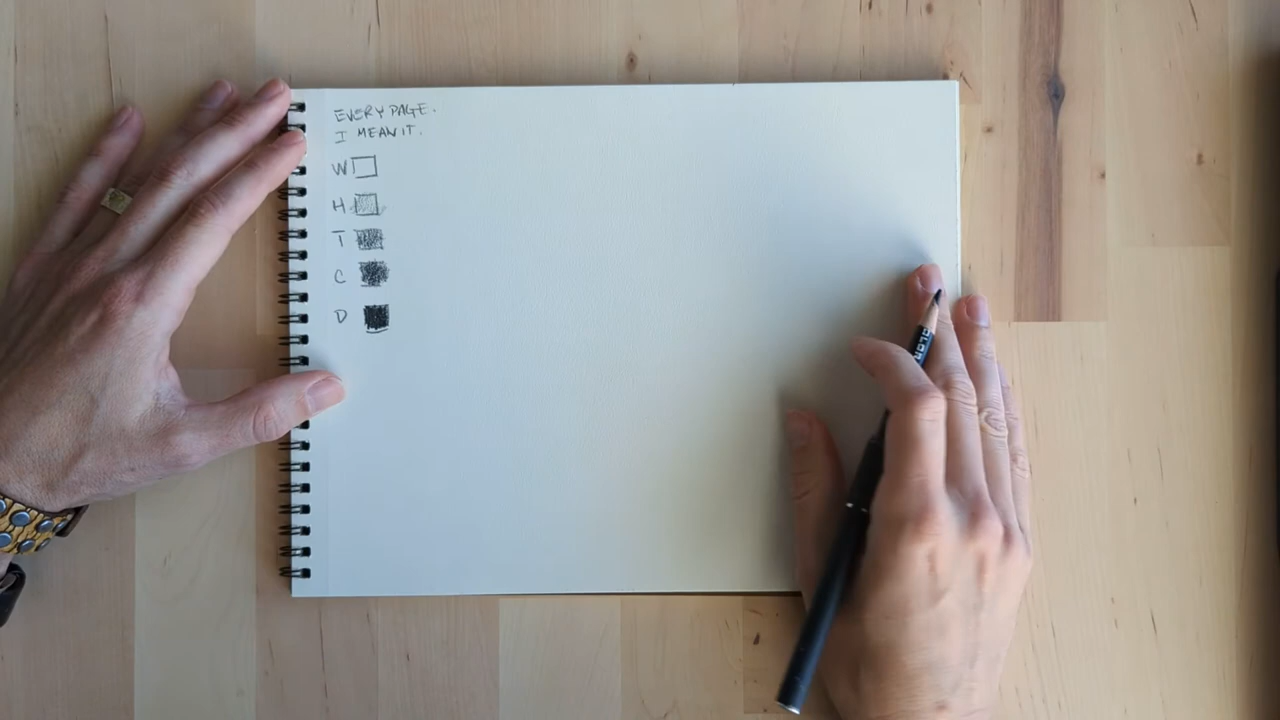 EVERY PAGE.
I MEAN IT.
W
H
T
C
D